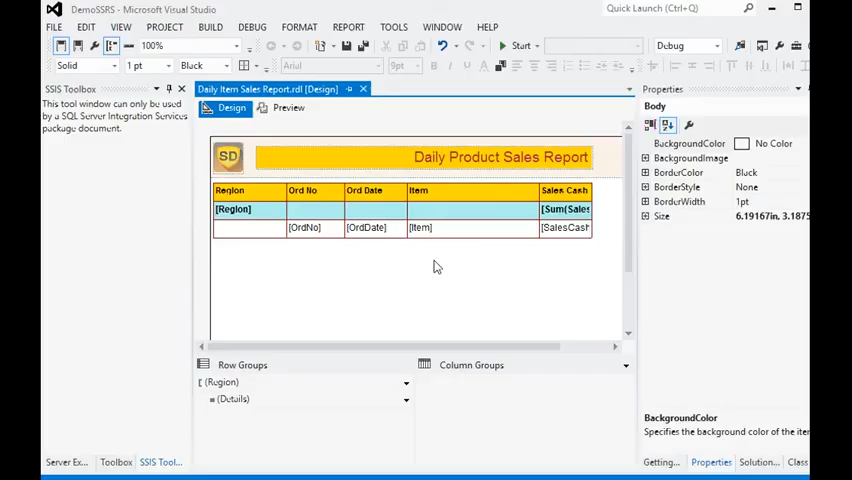 DemoSSRS - Microsoft Visual Studio
Quick Launch (Ctrl+Q)
FILE EDIT VIEW PROJECT BUILD DEBUG FORMAT REPORT TOOLS WINDOW HELP
100% Start Debug
Solid 1 pt Black Arial 9pt B I U A
SSIS Toolbox
This tool window can only be
used by a SQL Server Integration Services
package document.
Daily Item Sales Report.rdl [Design]
Design Preview
SD Daily Product Sales Report
Region Ord No Ord Date Item Sales Cash
[Region] [Sum(Sales
[OrdNo] [OrdDate] [Item] [SalesCash
Row Groups Column Groups
(Region)
(Details)
Properties
Body
BackgroundColor No Color
BackgroundImage
BorderColor Black
BorderStyle None
BorderWidth 1pt
Size 6.19167in, 3.1875
BackgroundColor
Specifies the background color of the iter
Server Ex... Toolbox SSIS Tool... Getting... Properties Solution... Class